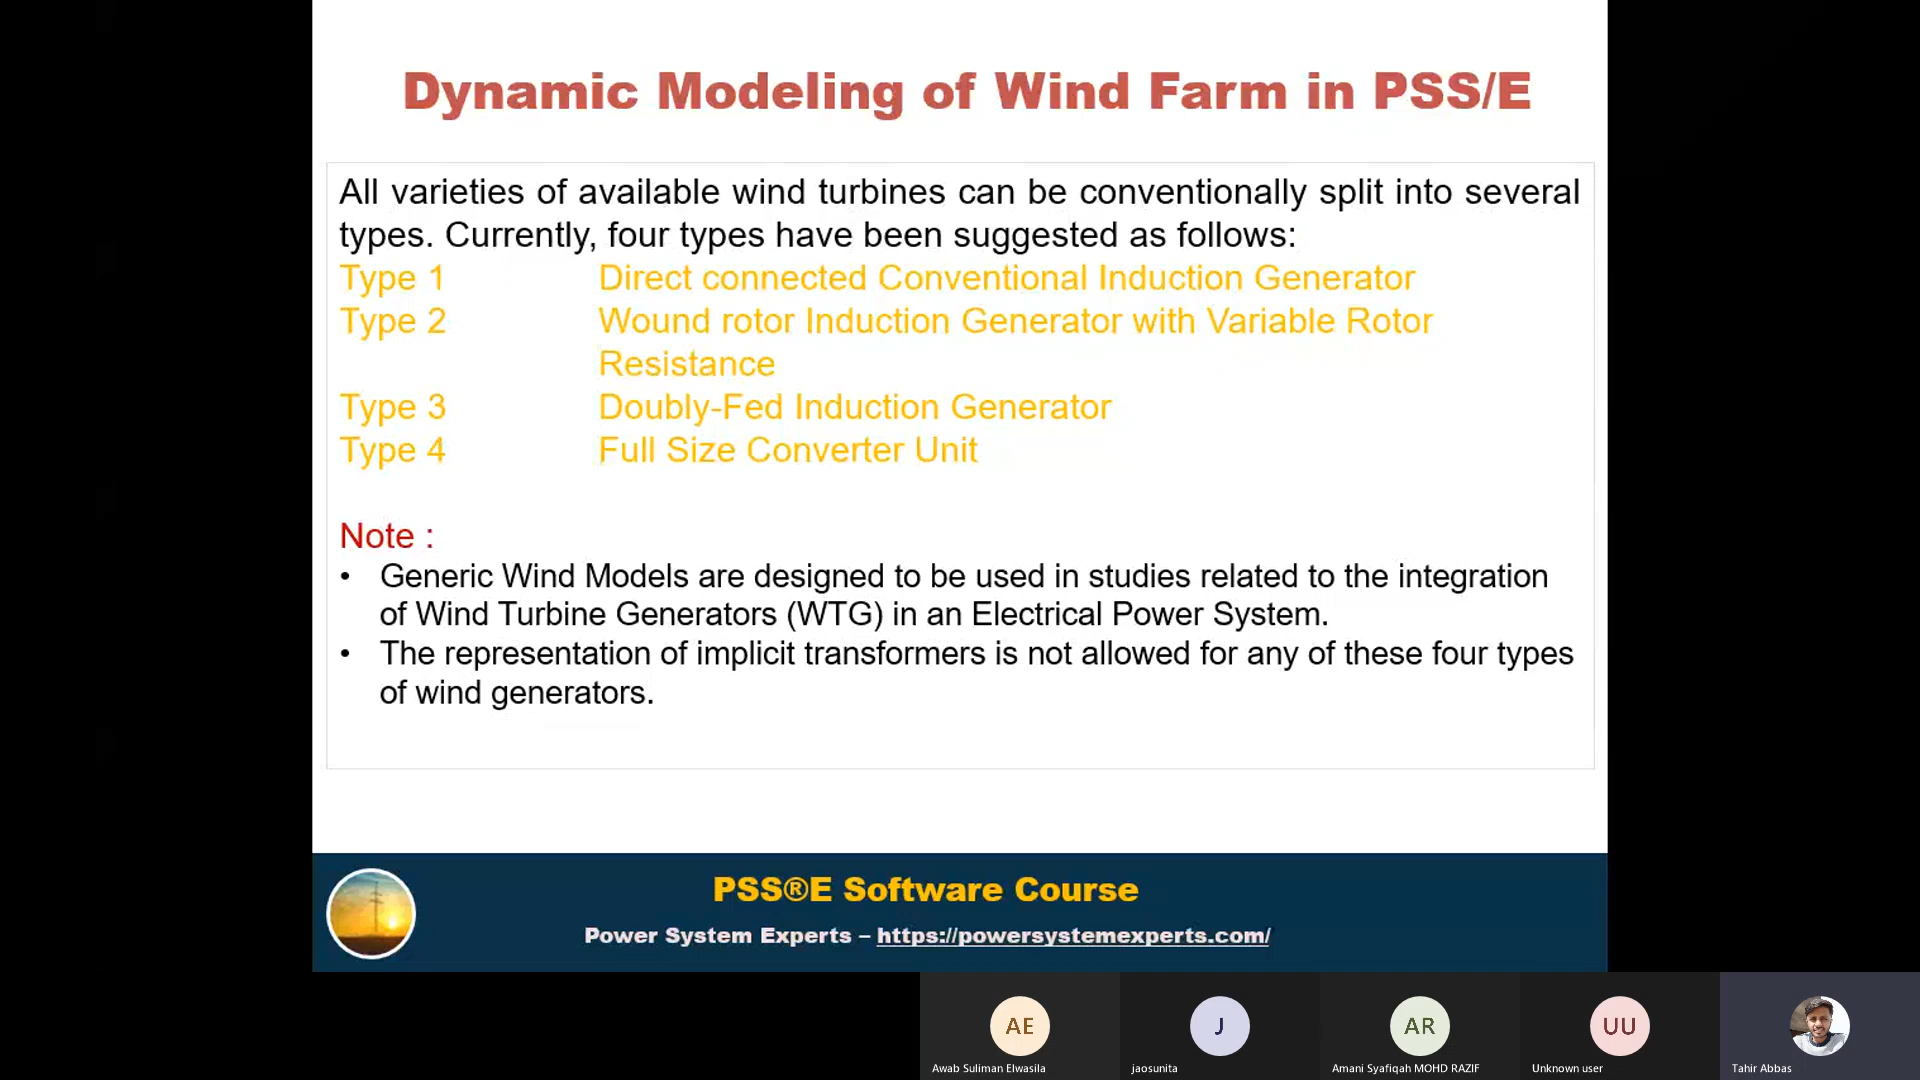 Dynamic Modeling of Wind Farm in PSS/E
All varieties of available wind turbines can be conventionally split into several
types. Currently, four types have been suggested as follows:
Type 1 Direct connected Conventional Induction Generator
Type 2 Wound rotor Induction Generator with Variable Rotor
Resistance
Type 3 Doubly-Fed Induction Generator
Type 4 Full Size Converter Unit
Note :
• Generic Wind Models are designed to be used in studies related to the integration
of Wind Turbine Generators (WTG) in an Electrical Power System.
• The representation of implicit transformers is not allowed for any of these four types
of wind generators.
PSS®E Software Course
Power System Experts – https://powersystemexperts.com/
AE
J
AR
UU
Awab Suliman Elwasila
jaosunita
Amani Syafiqah MOHD RAZIF
Unknown user
Tahir Abbas